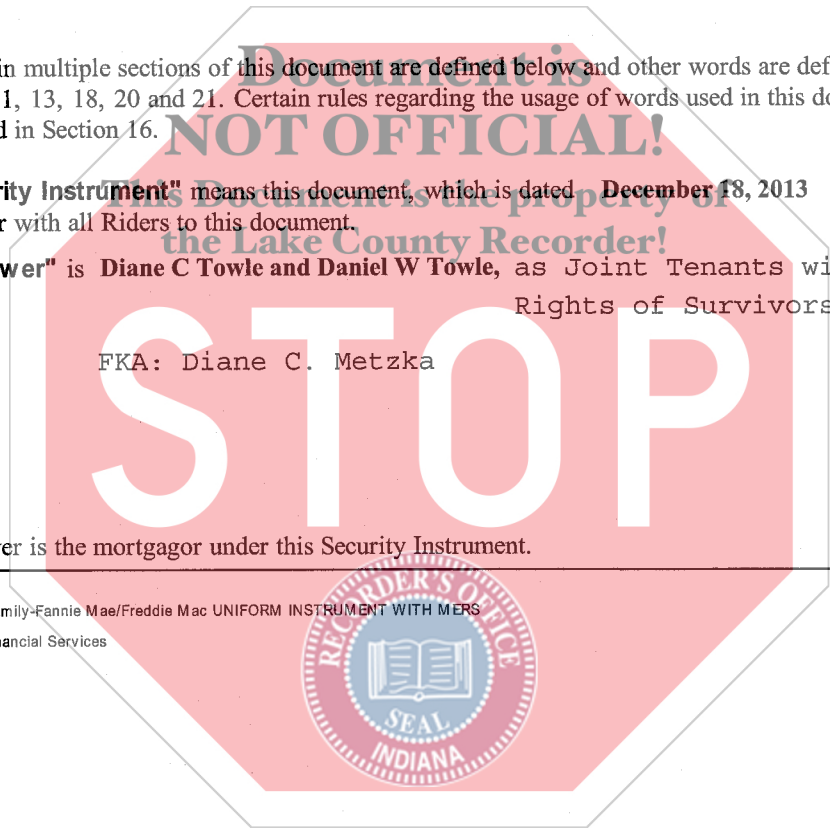 Document is
in multiple sections of this document are defined below and other words are def
1, 13, 18, 20 and 21. Certain rules regarding the usage of words used in this do
NOT OFFICIAL!
d in Section 16.
This Document is the property of
rity Instrument" means this document, which is dated December 18, 2013
r with all Riders to this document.
the Lake County Recorder!
wer" is Diane C Towle and Daniel W Towle, as Joint Tenants wi
Rights of Survivors
STOP
FKA: Diane C. Metzka
er is the mortgagor under this Security Instrument.
mily-Fannie Mae/Freddie Mac UNIFORM INSTRUMENT WITH MERS
nancial Services
RECORDER'S OFFICE
SEAL
INDIANA